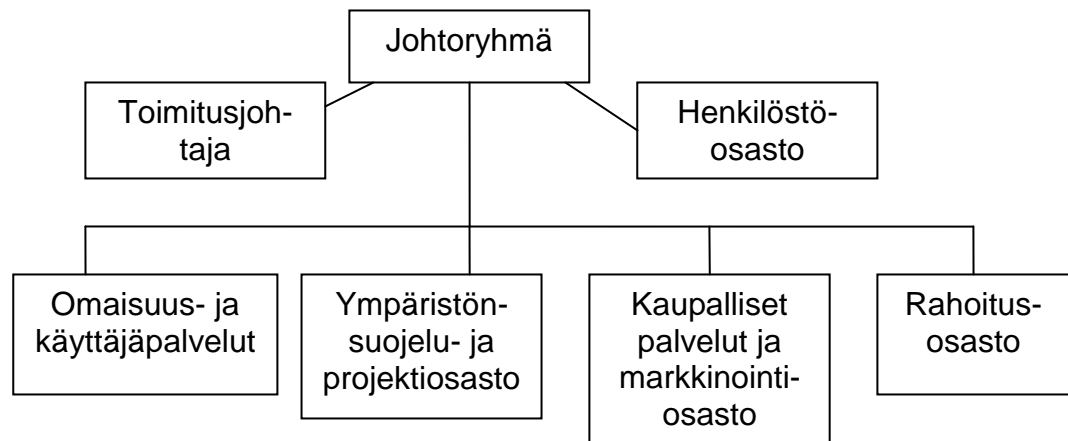 Johtoryhmä
Toimitusjoh-
taja
Henkilöstö-
osasto
Omaisuus- ja
käyttäjäpalvelut
Ympäristön-
suojelu- ja
projektiosasto
Kaupalliset
palvelut ja
markkinointi-
osasto
Rahoitus-
osasto